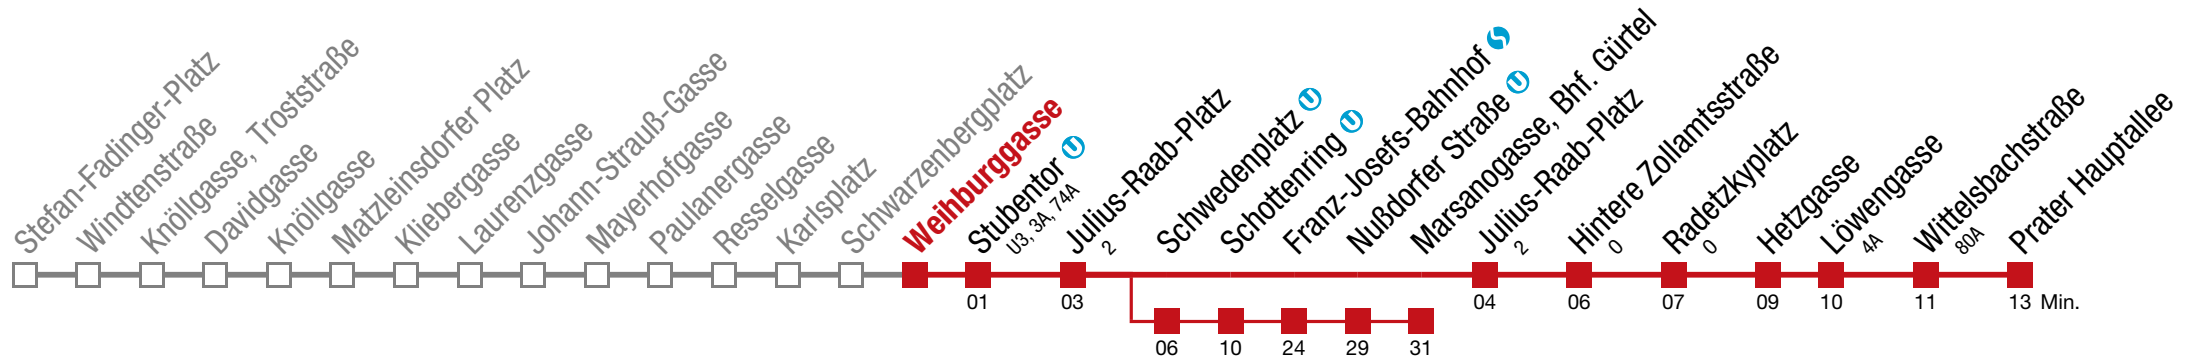 Stefan-Fadinger-Platz
Windtenstraße
Knöllgasse, Troststraße
Davidgasse
Knöllgasse
Matzleinsdorfer Platz
Kliebergasse
Laurenzgasse
Johann-Strauß-Gasse
Mayerhofgasse
Paulanergasse
Resselgasse
Karlsplatz
Schwarzenbergplatz
Weihburggasse
Stubentor U
U3, 3A, 74A
Julius-Raab-Platz
2
Schwedenplatz U
Schottenring U
Franz-Josefs-Bahnhof S
Nußdorfer Straße U
Marsanogasse, Bhf. Gürtel
Julius-Raab-Platz
2
Hintere Zollamtsstraße
0
Radetzkyplatz
0
Hetzgasse
Löwengasse
4A
Wittelsbachstraße
80A
Prater Hauptallee
01 03 04 06 07 09 10 11 13 Min.
06 10 24 29 31